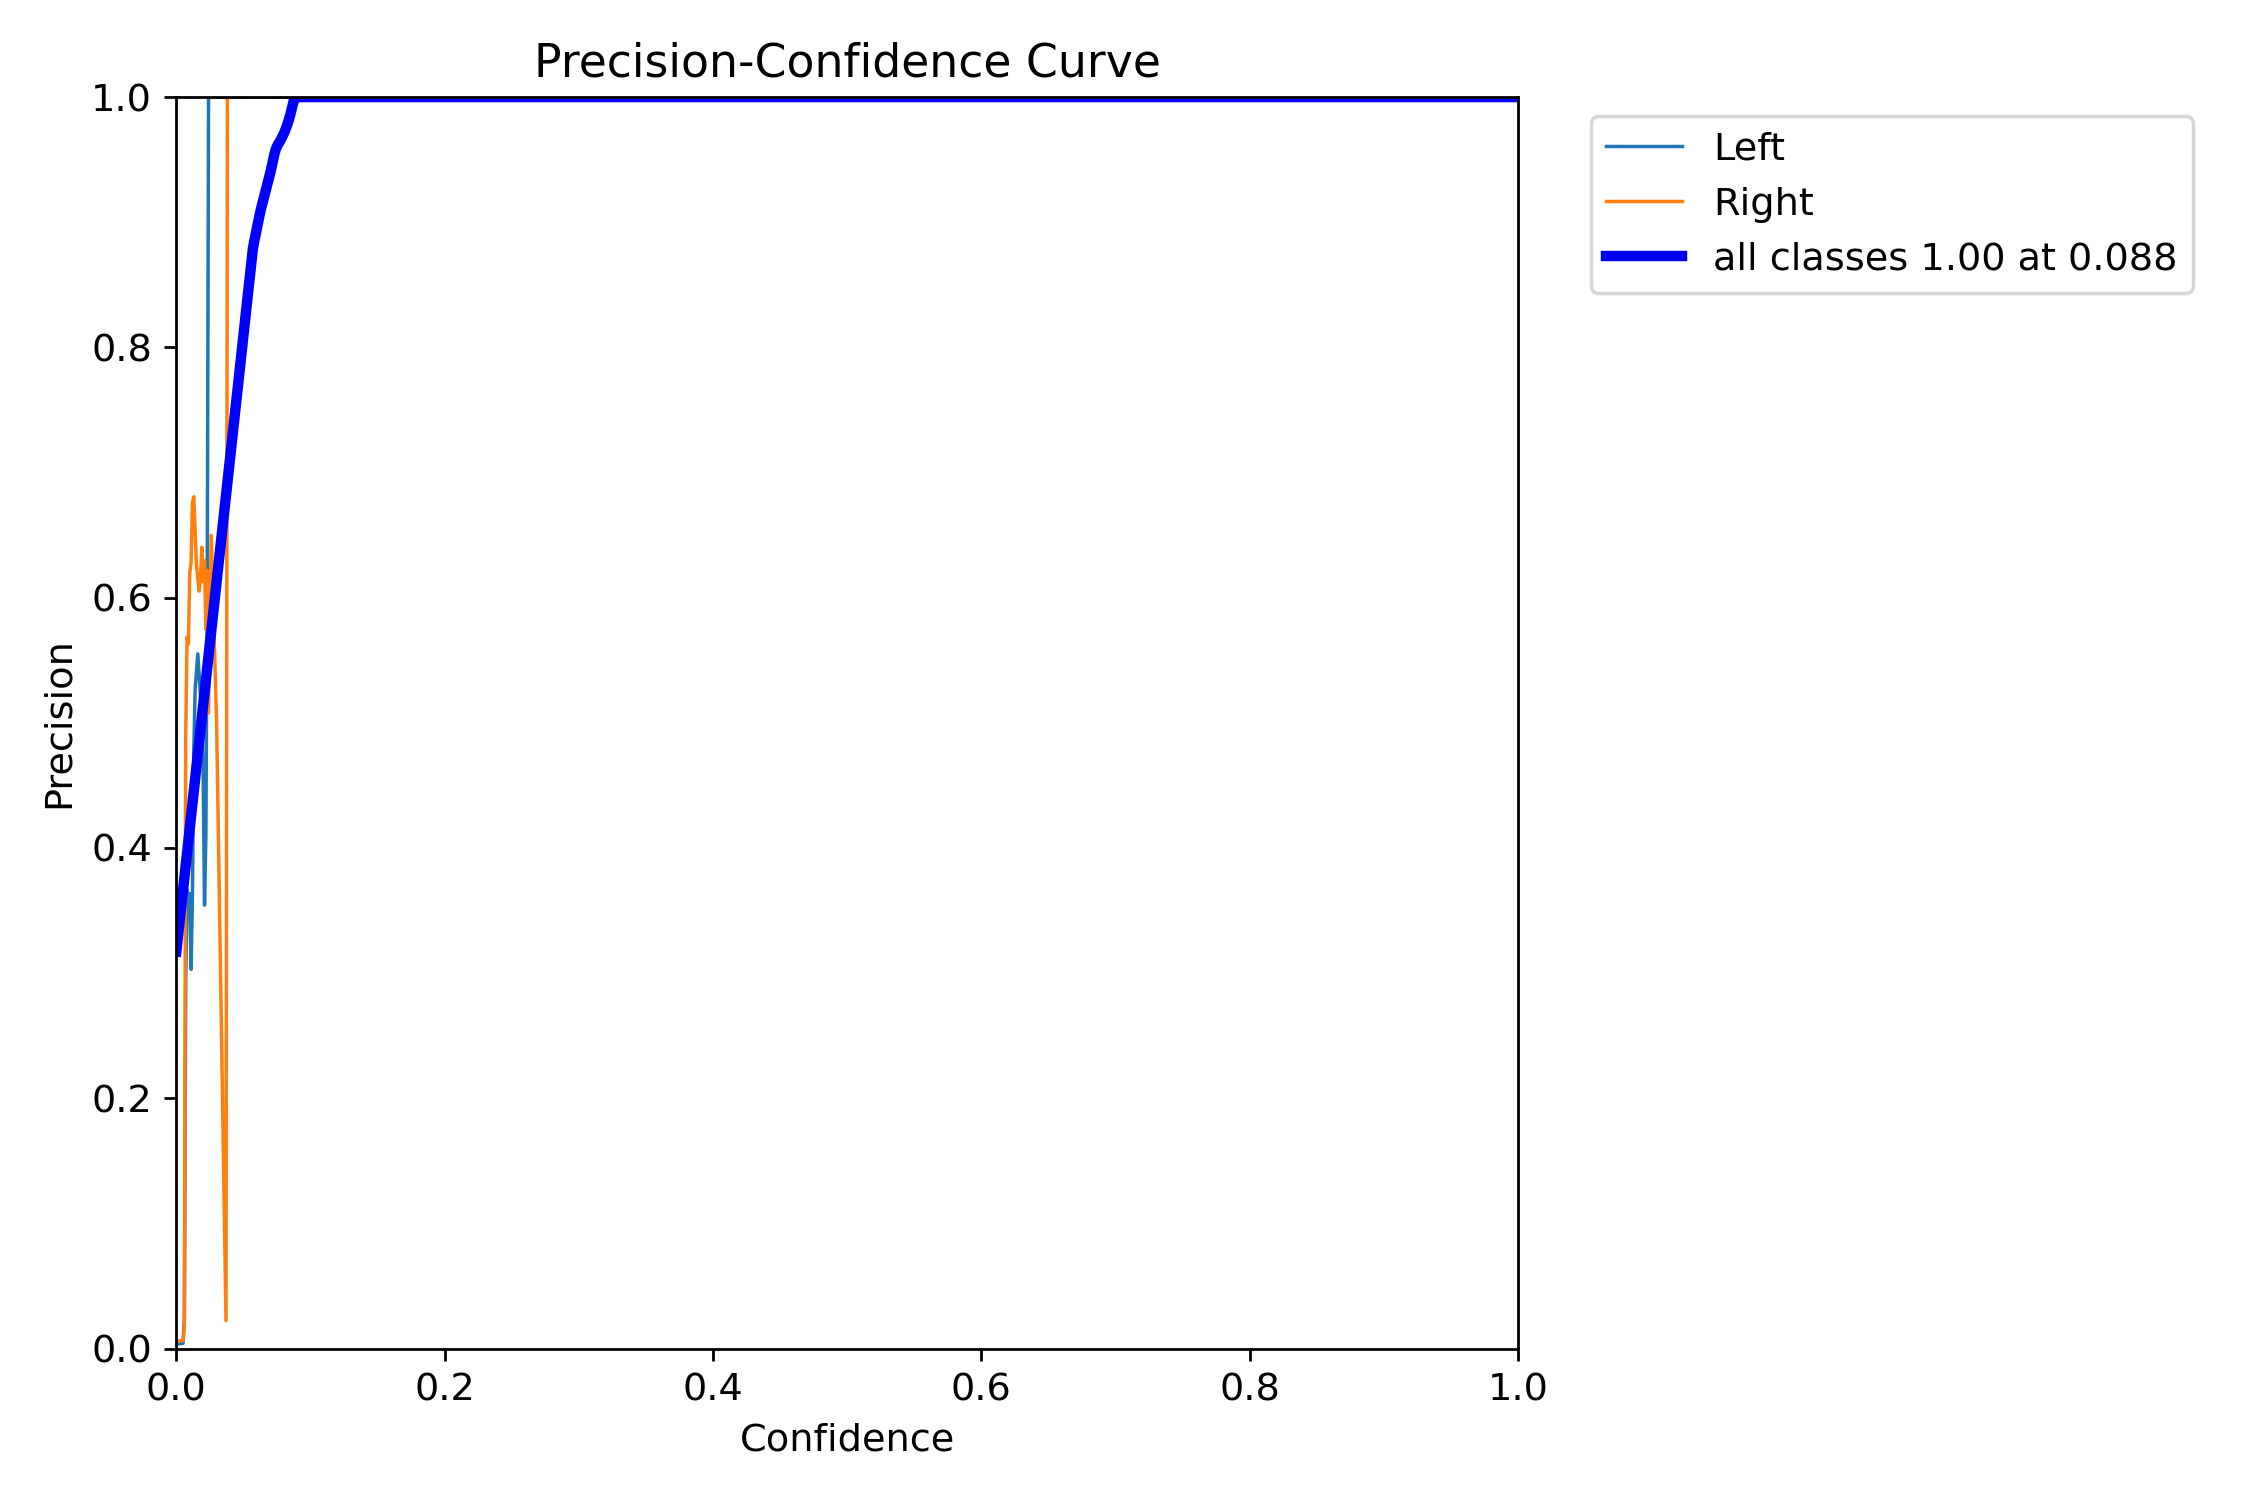 Precision-Confidence Curve
1.0
0.8
0.6
0.4
0.2
0.0
Precision
0.0 0.2 0.4 0.6 0.8 1.0
Confidence
Left
Right
all classes 1.00 at 0.088